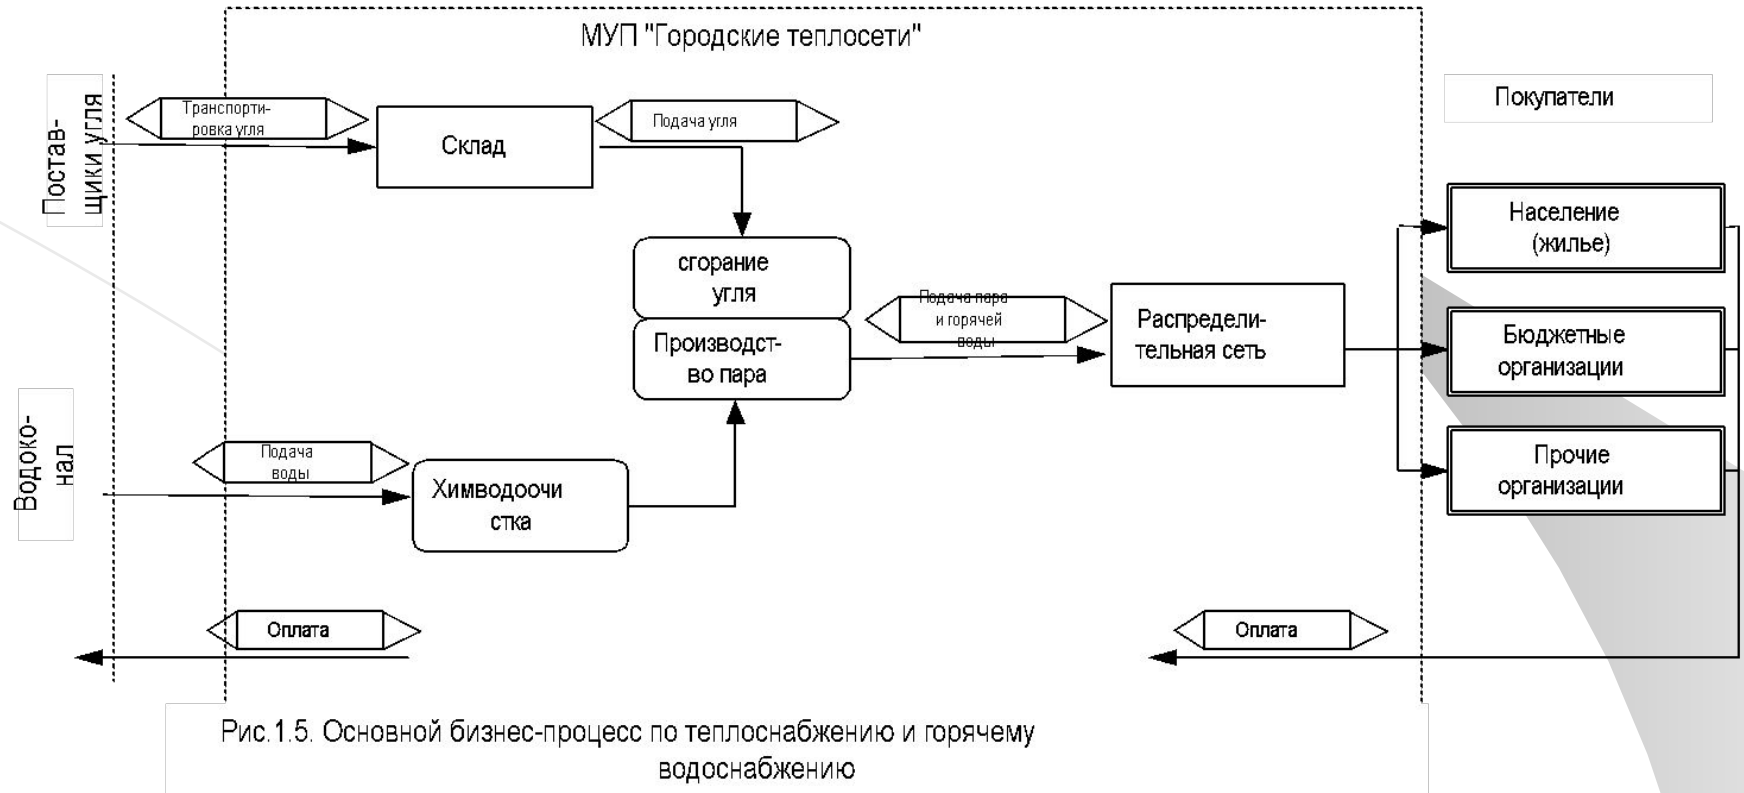 МУП "Городские теплосети"
Постав-
щики угля
Транспорти-
ровка угля
Склад
Подача угля
Покупатели
сгорание
угля
Производст-
во пара
Подача пара
и горячей
воды
Распредели-
тельная сеть
Население
(жилье)
Бюджетные
организации
Прочие
организации
Водоко-
нал
Подача
воды
Химводоочи
стка
Оплата
Оплата
Рис.1.5. Основной бизнес-процесс по теплоснабжению и горячему
водоснабжению